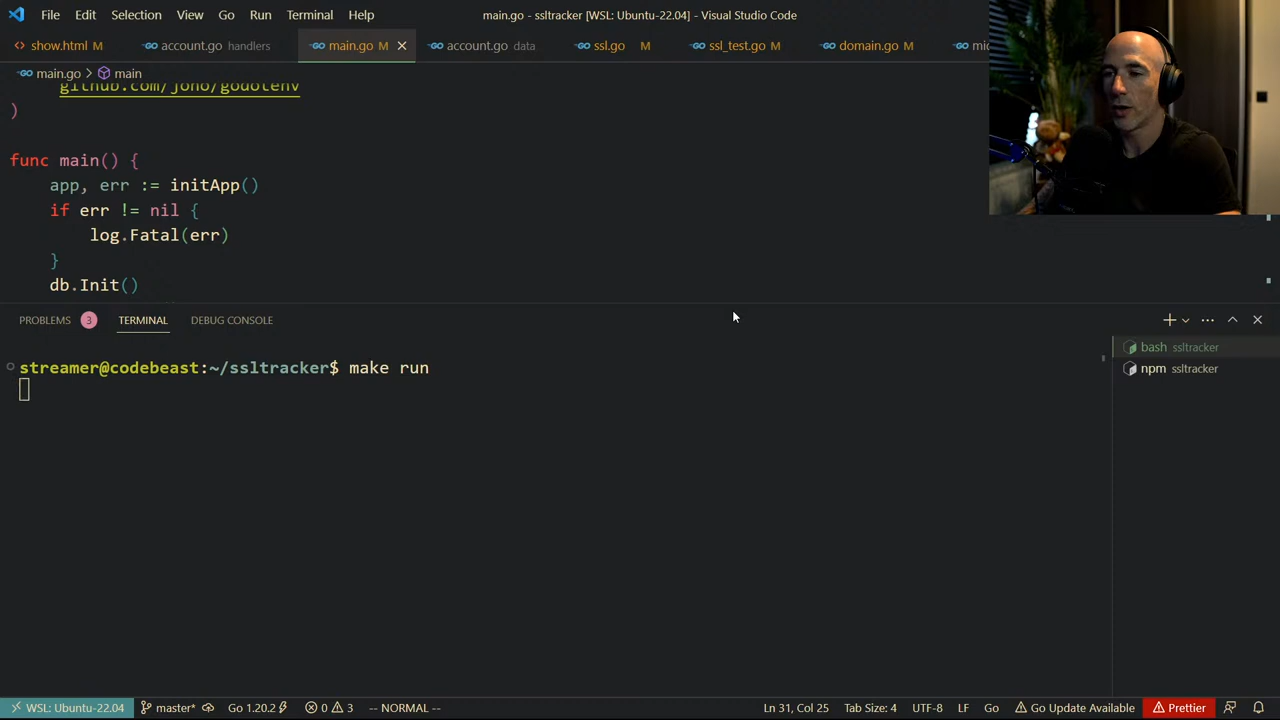 File Edit Selection View Go Run Terminal Help
main.go - ssltracker [WSL: Ubuntu-22.04] - Visual Studio Code
show.html M account.go handlers main.go M account.go data ssl.go M ssl_test.go M domain.go M
main.go > main
github.com/joho/godotenv
)
func main() {
app, err := initApp()
if err != nil {
log.Fatal(err)
}
db.Init()
PROBLEMS 3 TERMINAL DEBUG CONSOLE
streamer@codebeast:~/ssltracker$ make run
bash ssltracker
npm ssltracker
WSL: Ubuntu-22.04 master* Go 1.20.2 0 3 -- NORMAL -- Ln 31, Col 25 Tab Size: 4 UTF-8 LF Go Go Update Available Prettier